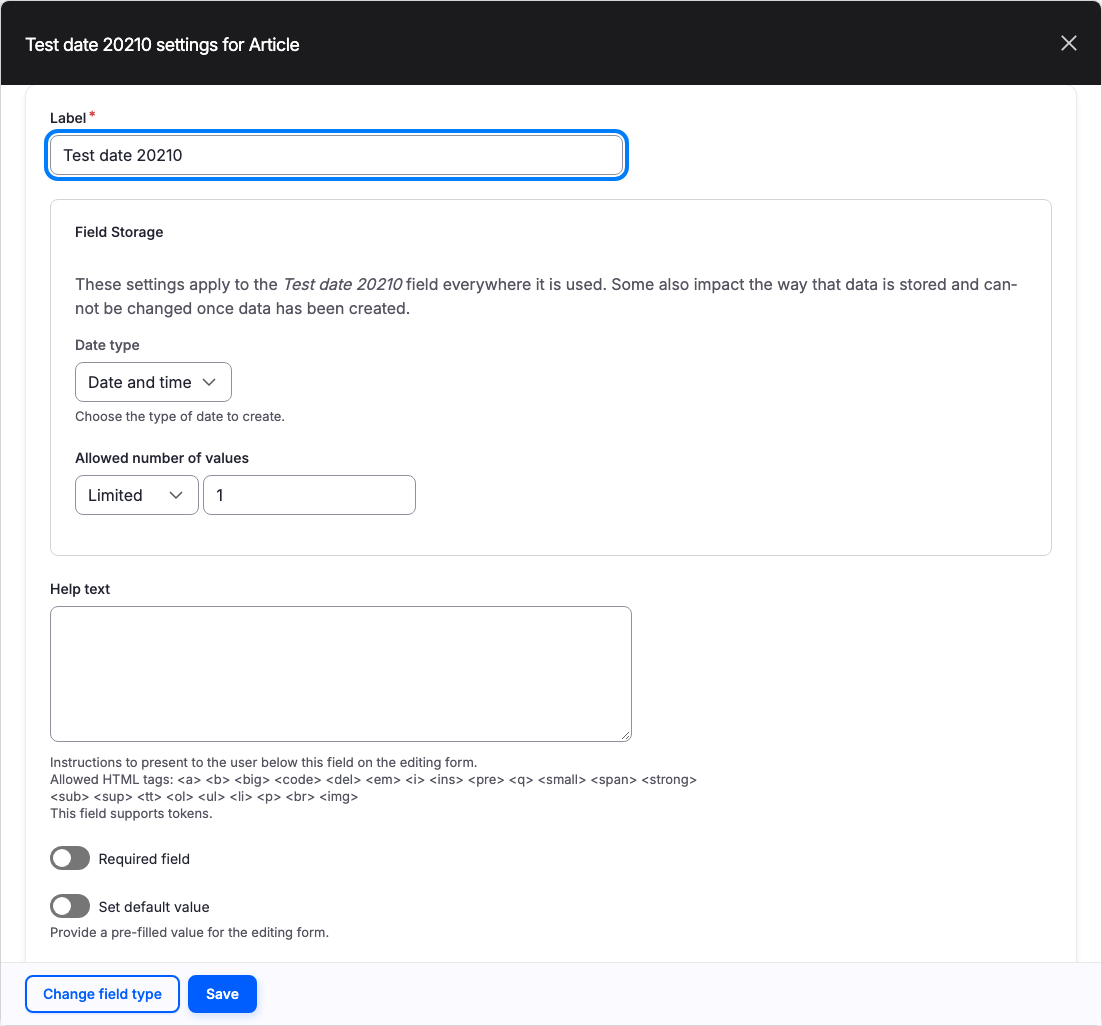 Test date 20210 settings for Article
Label*
Test date 20210
Field Storage
These settings apply to the Test date 20210 field everywhere it is used. Some also impact the way that data is stored and can-
not be changed once data has been created.
Date type
Date and time
Choose the type of date to create.
Allowed number of values
Limited 1
Help text
Instructions to present to the user below this field on the editing form.
Allowed HTML tags: <a> <b> <big> <code> <del> <em> <i> <ins> <pre> <q> <small> <span> <strong>
<sub> <sup> <tt> <ol> <ul> <li> <p> <br> <img>
This field supports tokens.
Required field
Set default value
Provide a pre-filled value for the editing form.
Change field type Save